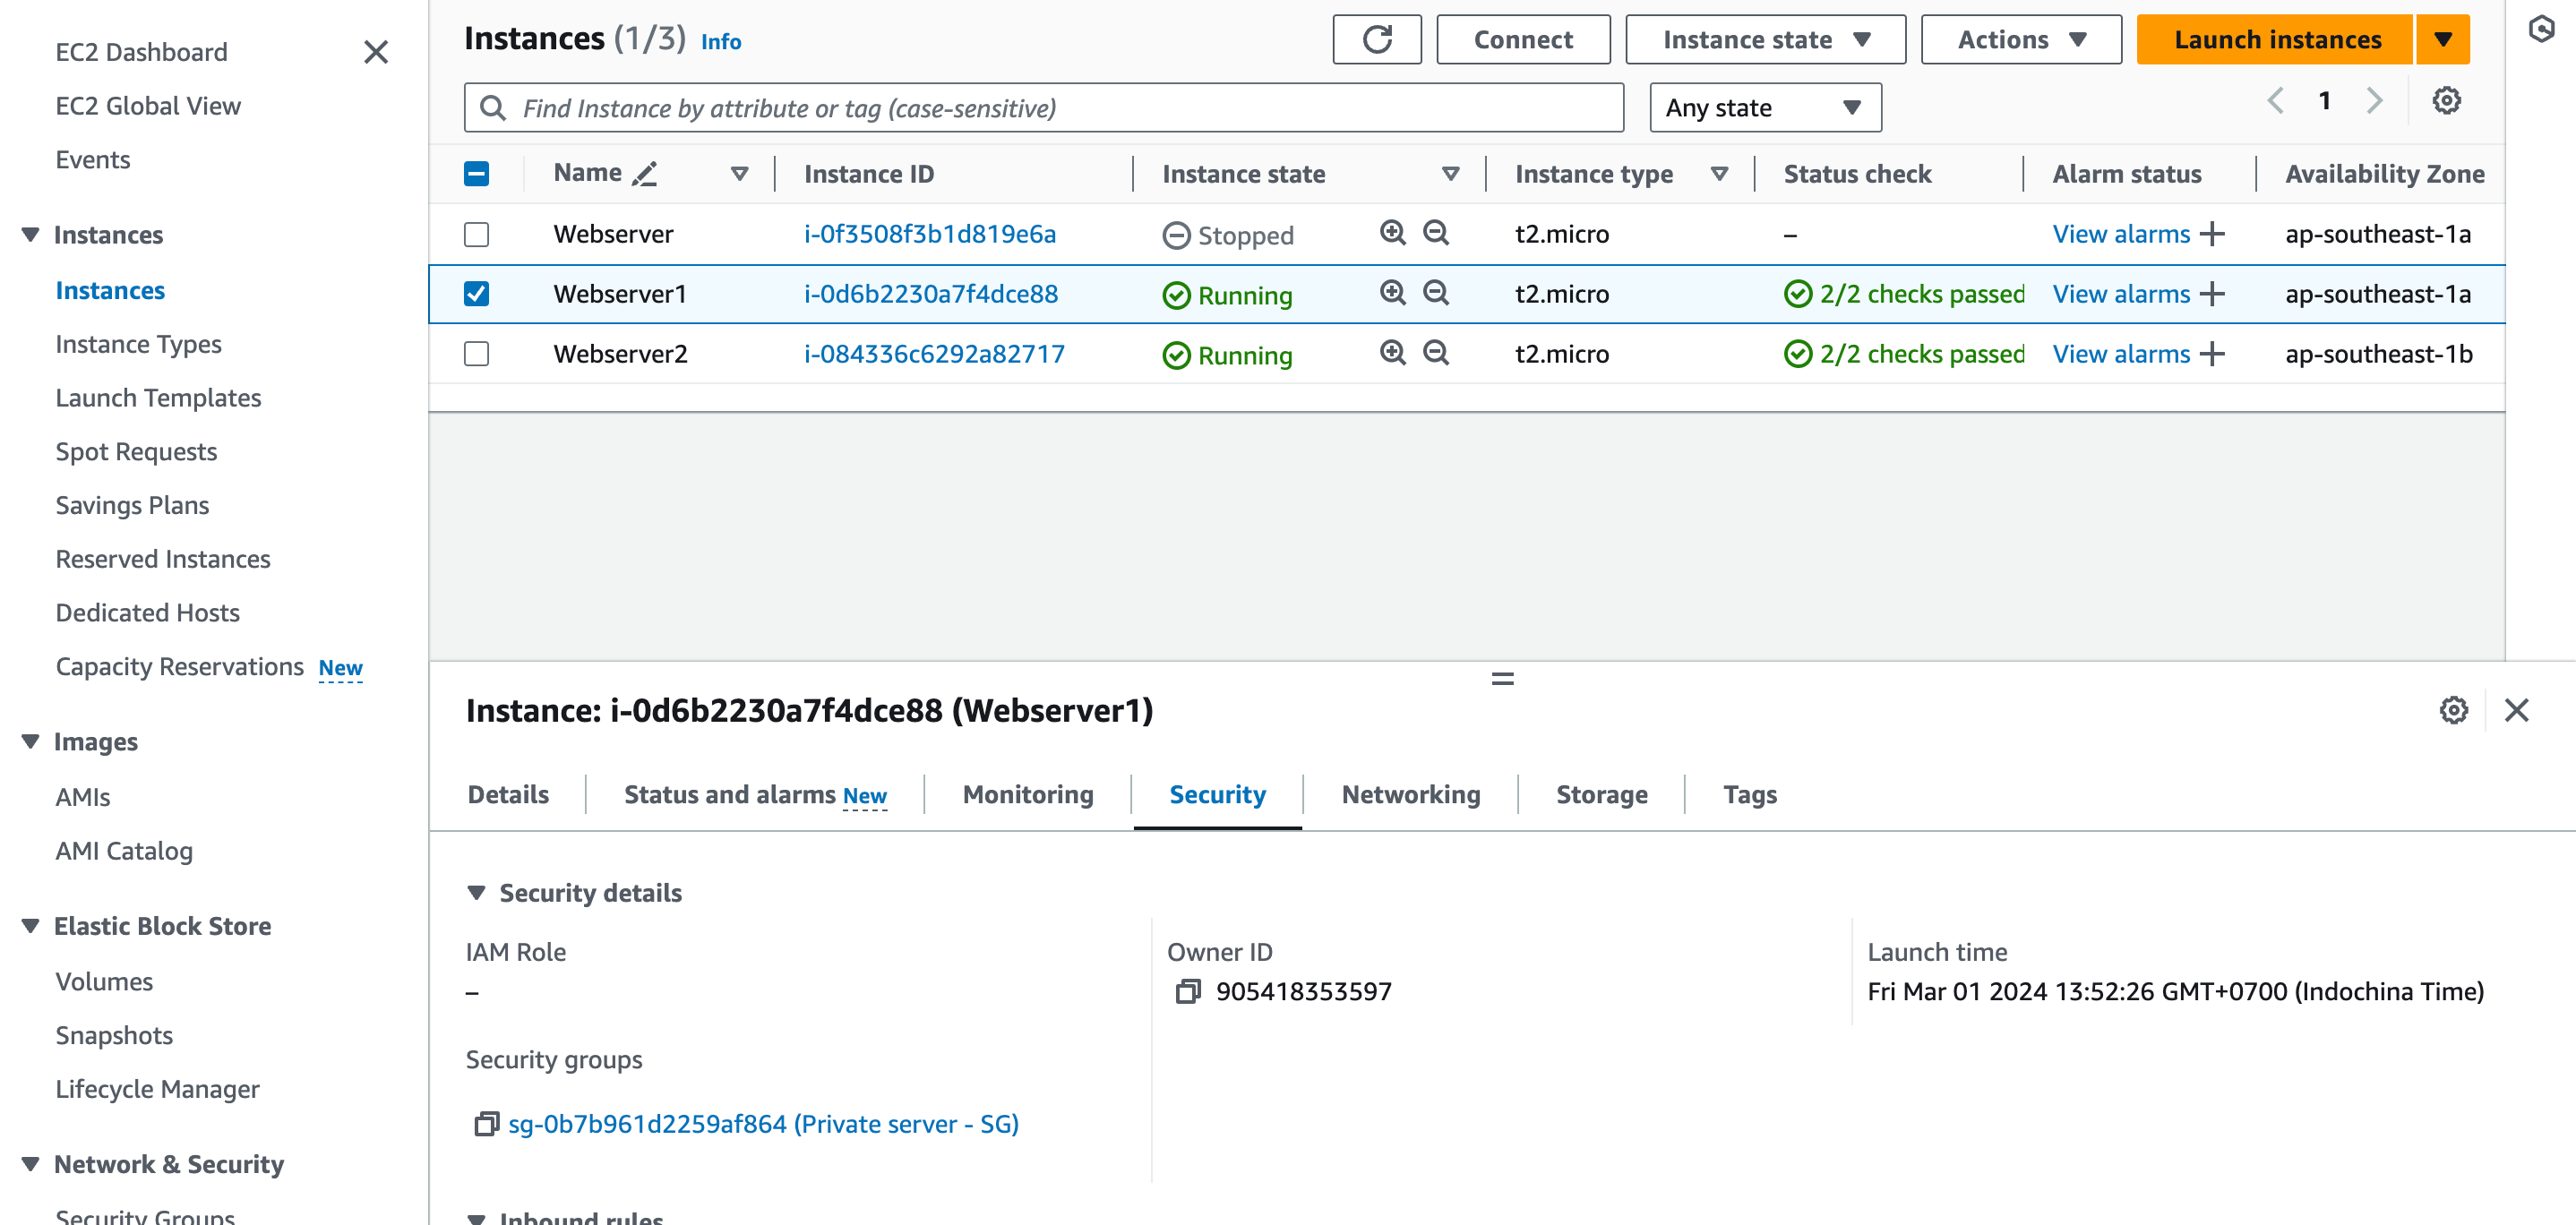 EC2 Dashboard
EC2 Global View
Events
Instances
Instances
Instance Types
Launch Templates
Spot Requests
Savings Plans
Reserved Instances
Dedicated Hosts
Capacity Reservations New
Images
AMIs
AMI Catalog
Elastic Block Store
Volumes
Snapshots
Lifecycle Manager
Network & Security
Security Groups
Instances (1/3) Info
Connect
Instance state
Actions
Launch instances
Find Instance by attribute or tag (case-sensitive)
Any state
1
Name Instance ID Instance state Instance type Status check Alarm status Availability Zone
Webserver i-0f3508f3b1d819e6a Stopped t2.micro – View alarms ap-southeast-1a
Webserver1 i-0d6b2230a7f4dce88 Running t2.micro 2/2 checks passed View alarms ap-southeast-1a
Webserver2 i-084336c6292a82717 Running t2.micro 2/2 checks passed View alarms ap-southeast-1b
Instance: i-0d6b2230a7f4dce88 (Webserver1)
Details Status and alarms New Monitoring Security Networking Storage Tags
Security details
IAM Role
–
Owner ID
905418353597
Launch time
Fri Mar 01 2024 13:52:26 GMT+0700 (Indochina Time)
Security groups
sg-0b7b961d2259af864 (Private server - SG)
Inbound rules